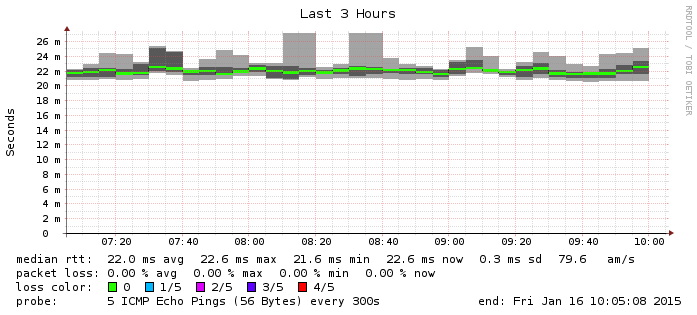 Last 3 Hours
RRDTOOL / TOBI OETIKER
Seconds
26 m
24 m
22 m
20 m
18 m
16 m
14 m
12 m
10 m
8 m
6 m
4 m
2 m
0
07:20 07:40 08:00 08:20 08:40 09:00 09:20 09:40 10:00
median rtt: 22.0 ms avg 22.6 ms max 21.6 ms min 22.6 ms now 0.3 ms sd 79.6 am/s
packet loss: 0.00 % avg 0.00 % max 0.00 % min 0.00 % now
loss color: 0 1/5 2/5 3/5 4/5
probe: 5 ICMP Echo Pings (56 Bytes) every 300s end: Fri Jan 16 10:05:08 2015